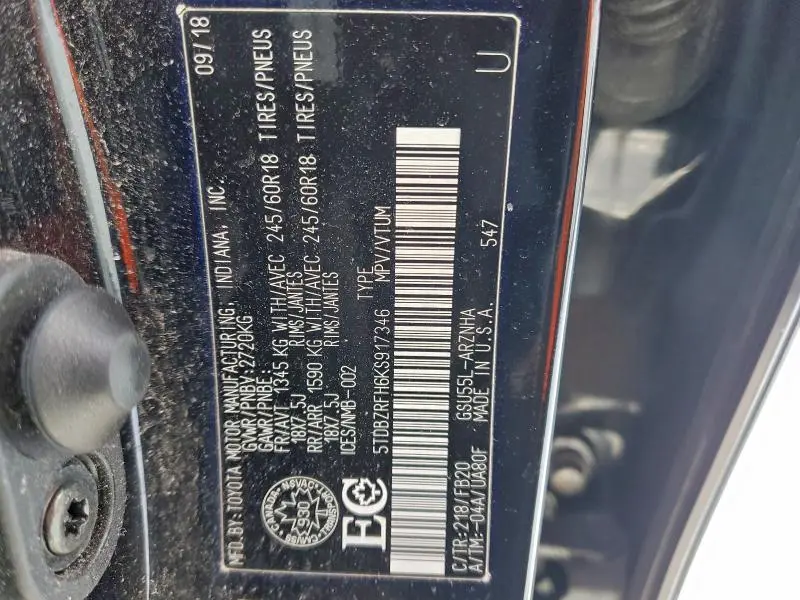 MFD.BY:TOYOTA MOTOR MANUFACTURING, INDIANA, INC. 09/18
GVWR/PNBV:2720KG
GAWR/PNBE:
FR/AVT 1345 KG WITH/AVEC 245/60R18 TIRES/PNEUS
18X7.5J RIMS/JANTES
RR/ARR 1590 KG WITH/AVEC 245/60R18 TIRES/PNEUS
18X7.5J RIMS/JANTES
ICES/NMB-002
930
EC
TYPE
5TDBZRFH6KS917346 MPV/VTUM
C/TR:218/FB20 GSU55L-ARZNHA 547
A/TM:-04A/UA80F MADE IN U.S.A.
U